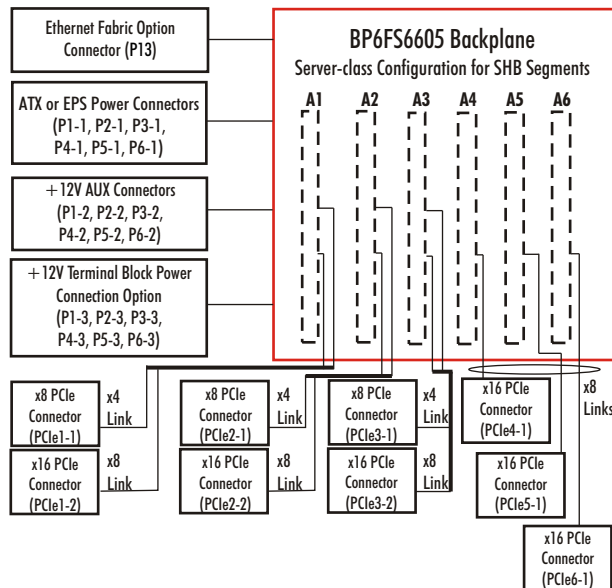 Ethernet Fabric Option
Connector (P13)
ATX or EPS Power Connectors
(P1-1, P2-1, P3-1,
P4-1, P5-1, P6-1)
+12V AUX Connectors
(P1-2, P2-2, P3-2,
P4-2, P5-2, P6-2)
+12V Terminal Block Power
Connection Option
(P1-3, P2-3, P3-3,
P4-3, P5-3, P6-3)
BP6FS6605 Backplane
Server-class Configuration for SHB Segments
A1 A2 A3 A4 A5 A6
x8 PCIe
Connector
(PCIe1-1)
x4
Link
x8 PCIe
Connector
(PCIe2-1)
x4
Link
x8 PCIe
Connector
(PCIe3-1)
x4
Link
x16 PCIe
Connector
(PCIe4-1)
x8
Links
x16 PCIe
Connector
(PCIe1-2)
x8
Link
x16 PCIe
Connector
(PCIe2-2)
x8
Link
x16 PCIe
Connector
(PCIe3-2)
x8
Link
x16 PCIe
Connector
(PCIe5-1)
x16 PCIe
Connector
(PCIe6-1)